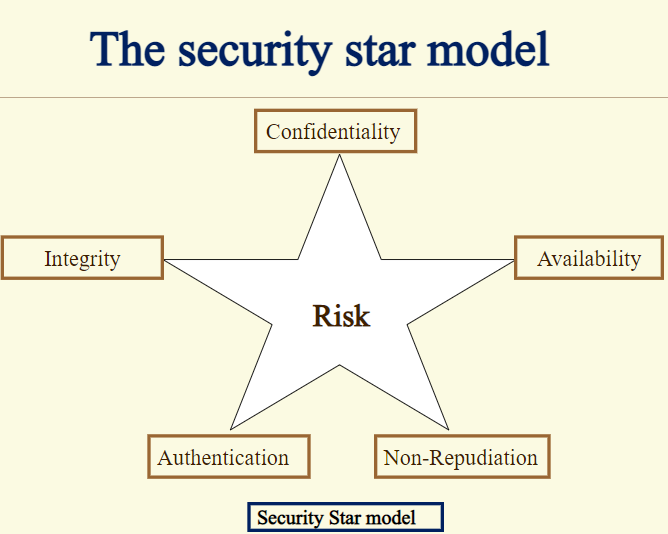 The security star model
Confidentiality
Integrity
Availability
Risk
Authentication
Non-Repudiation
Security Star model